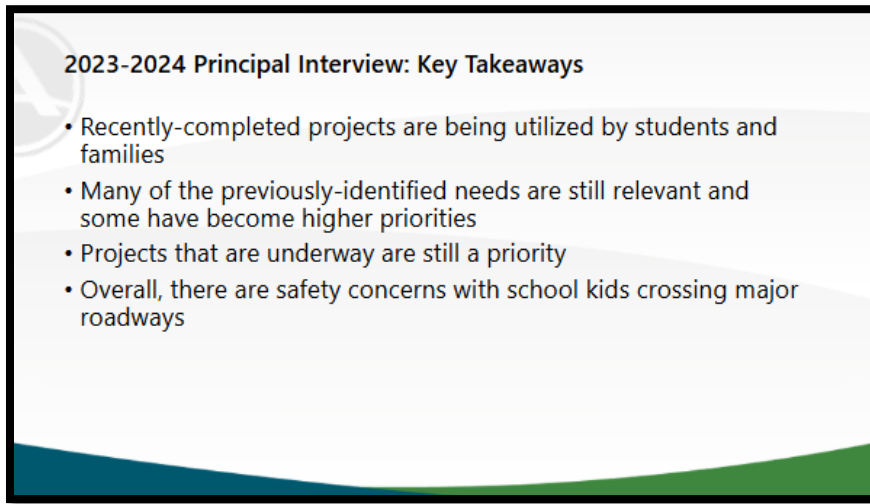 2023-2024 Principal Interview: Key Takeaways
• Recently-completed projects are being utilized by students and
families
• Many of the previously-identified needs are still relevant and
some have become higher priorities
• Projects that are underway are still a priority
• Overall, there are safety concerns with school kids crossing major
roadways